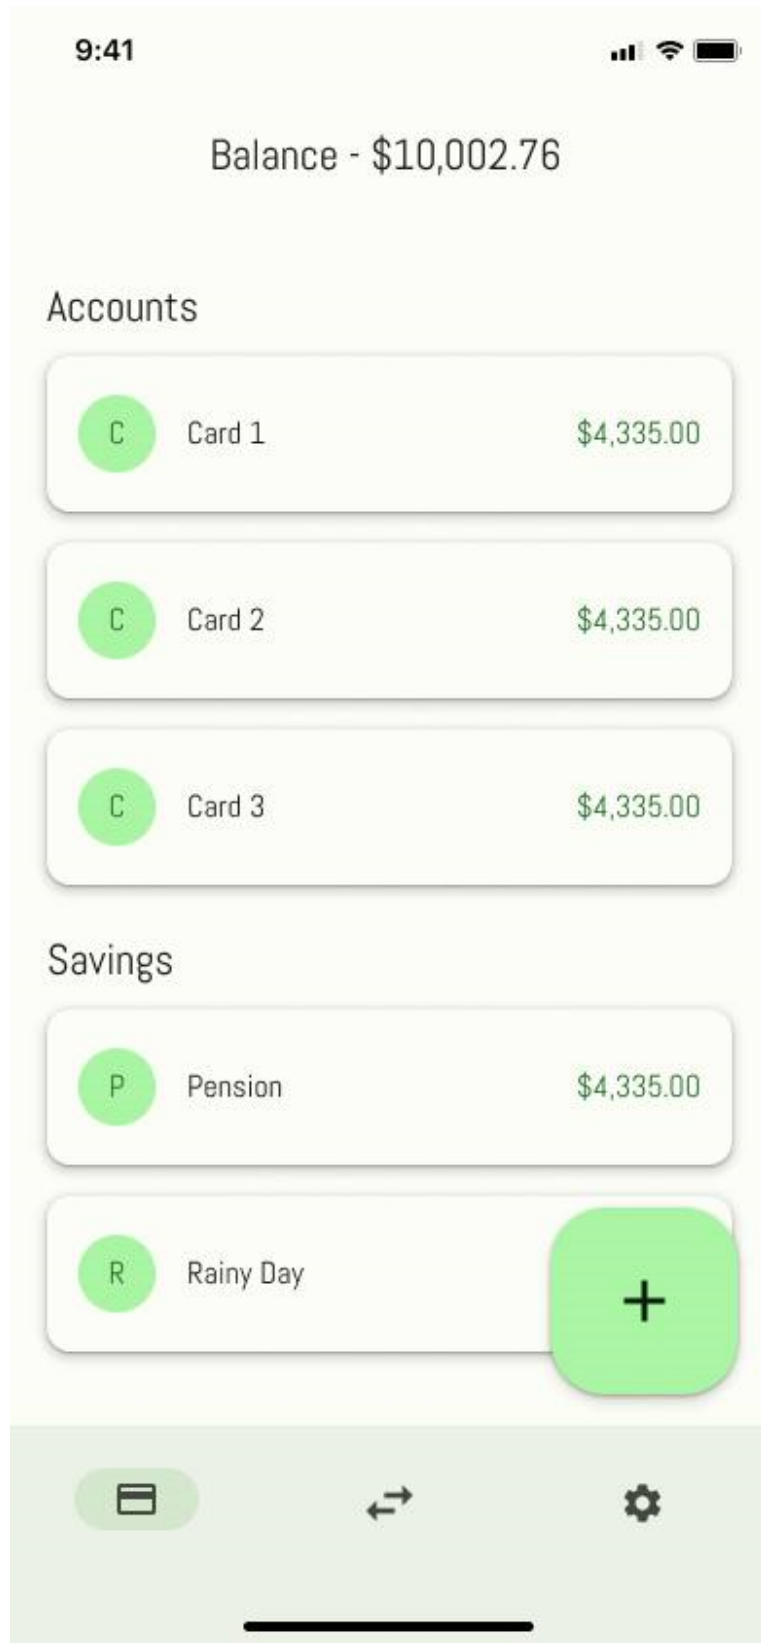 9:41
Balance - $10,002.76
Accounts
C Card 1 $4,335.00
C Card 2 $4,335.00
C Card 3 $4,335.00
Savings
P Pension $4,335.00
R Rainy Day
+